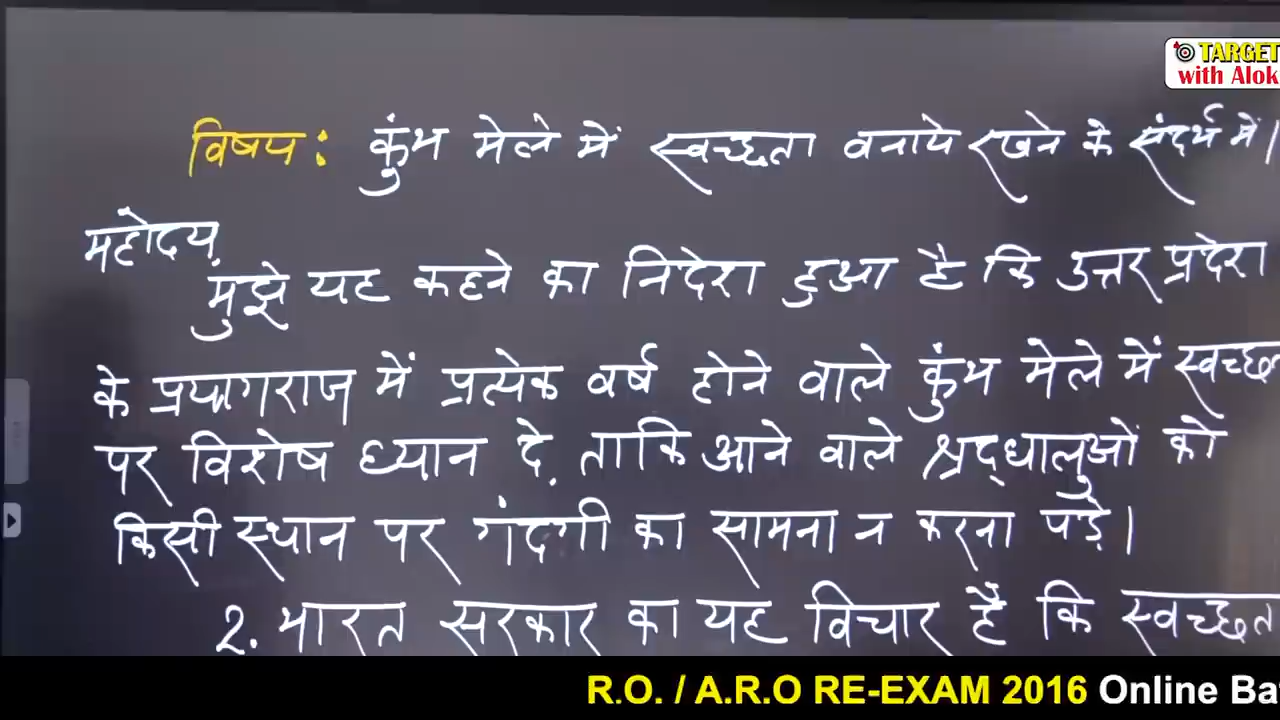 TARGET
with Alok
विषय: कुंभ मेले में स्वच्छता बनाये रखने के संदर्भ में।
महोदय,
मुझे यह कहने का निदेश हुआ है कि उत्तर प्रदेश
के प्रयागराज में प्रत्येक वर्ष होने वाले कुंभ मेले में स्वच्छ
पर विशेष ध्यान दे, ताकि आने वाले श्रद्धालुओं को
किसी स्थान पर गंदगी का सामना न करना पड़े।
2. भारत सरकार का यह विचार है कि स्वच्छत
R.O. / A.R.O RE-EXAM 2016 Online Ba